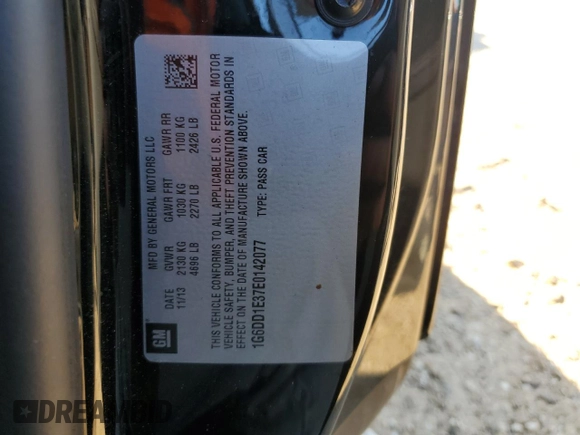 MFD BY GENERAL MOTORS LLC
DATE GVWR GAWR FRT GAWR RR
11/13 2130 KG 1030 KG 1100 KG
4696 LB 2270 LB 2426 LB
THIS VEHICLE CONFORMS TO ALL APPLICABLE U.S. FEDERAL MOTOR
VEHICLE SAFETY, BUMPER, AND THEFT PREVENTION STANDARDS IN
EFFECT ON THE DATE OF MANUFACTURE SHOWN ABOVE.
1G6DD1E37E0142077 TYPE: PASS CAR
GM
DREAMBID